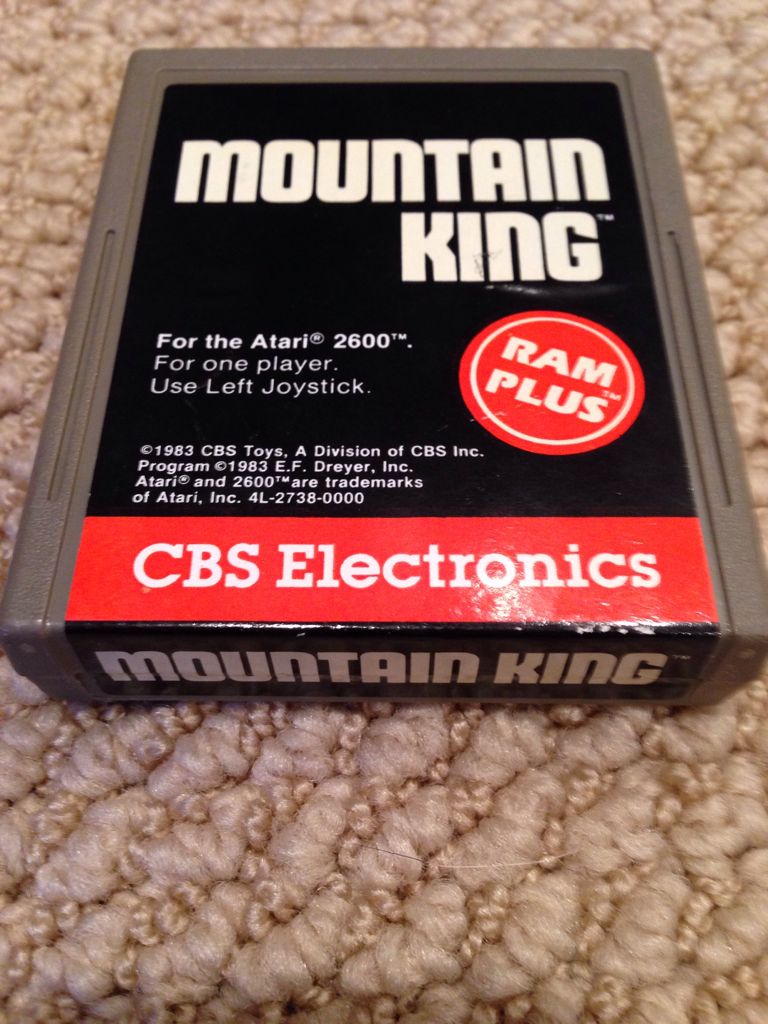 MOUNTAIN
KING™
For the Atari® 2600™.
For one player.
Use Left Joystick.
RAM
PLUS™
©1983 CBS Toys, A Division of CBS Inc.
Program ©1983 E.F. Dreyer, Inc.
Atari® and 2600™ are trademarks
of Atari, Inc. 4L-2738-0000
CBS Electronics
MOUNTAIN KING™